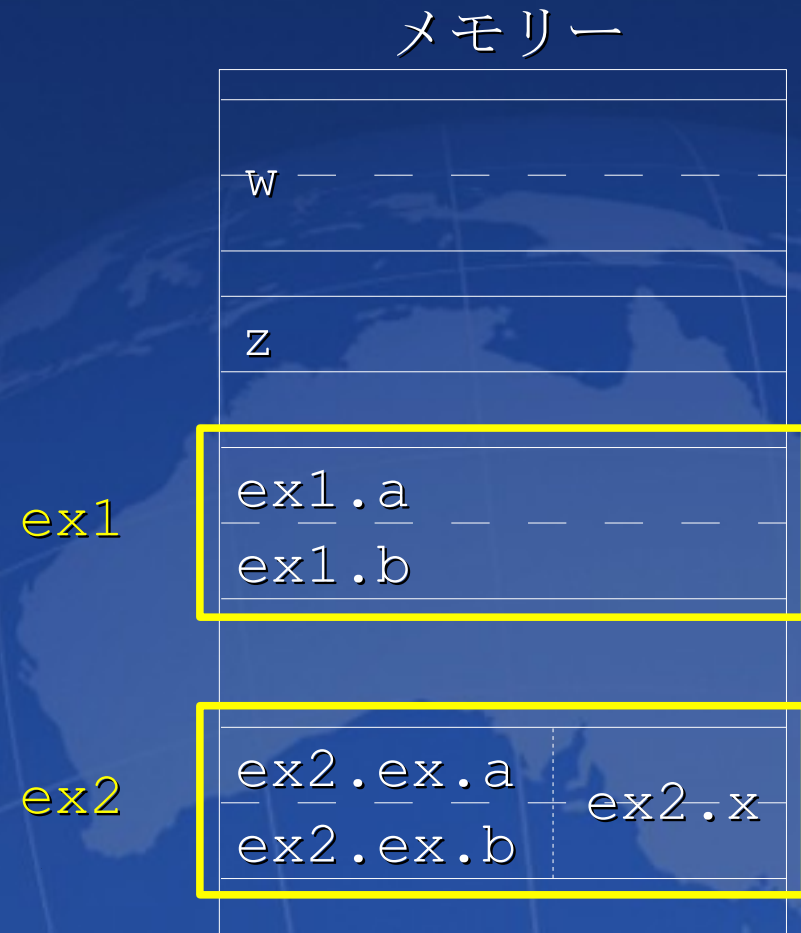 メモリー
w
z
ex1
ex1.a
ex1.b
ex2
ex2.ex.a
ex2.x
ex2.ex.b